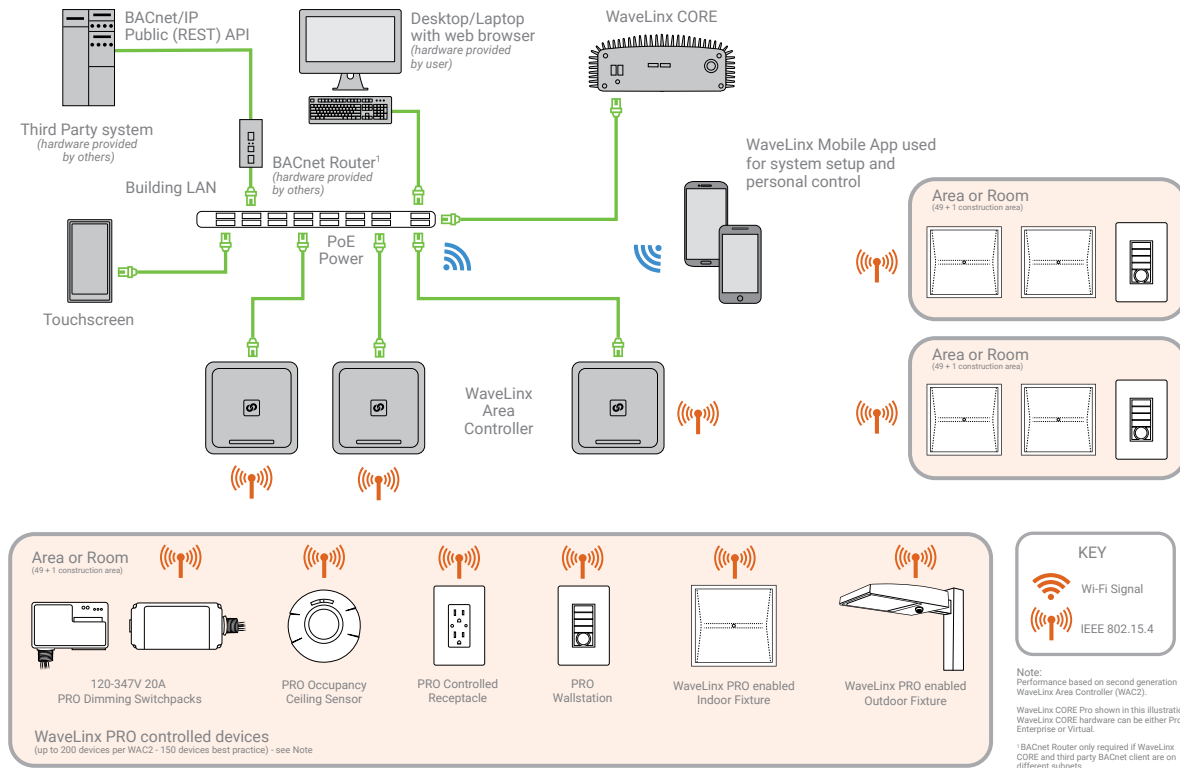 BACnet/IP
Public (REST) API
Desktop/Laptop
with web browser
(hardware provided
by user)
WaveLinx CORE
Third Party system
(hardware provided
by others)
BACnet Router¹
(hardware provided
by others)
Building LAN
WaveLinx Mobile App used
for system setup and
personal control
PoE
Power
Touchscreen
WaveLinx
Area
Controller
Area or Room
(49 + 1 construction area)
Area or Room
(49 + 1 construction area)
Area or Room
(49 + 1 construction area)
120-347V 20A
PRO Dimming Switchpacks
PRO Occupancy
Ceiling Sensor
PRO Controlled
Receptacle
PRO
Wallstation
WaveLinx PRO enabled
Indoor Fixture
WaveLinx PRO enabled
Outdoor Fixture
WaveLinx PRO controlled devices
(up to 200 devices per WAC2 - 150 devices best practice) - see Note
KEY
Wi-Fi Signal
IEEE 802.15.4
Note:
Performance based on second generation
WaveLinx Area Controller (WAC2).
WaveLinx CORE Pro shown in this illustratio
WaveLinx CORE hardware can be either Pro
Enterprise or Virtual.
¹ BACnet Router only required if WaveLinx
CORE and third party BACnet client are on
different subnets